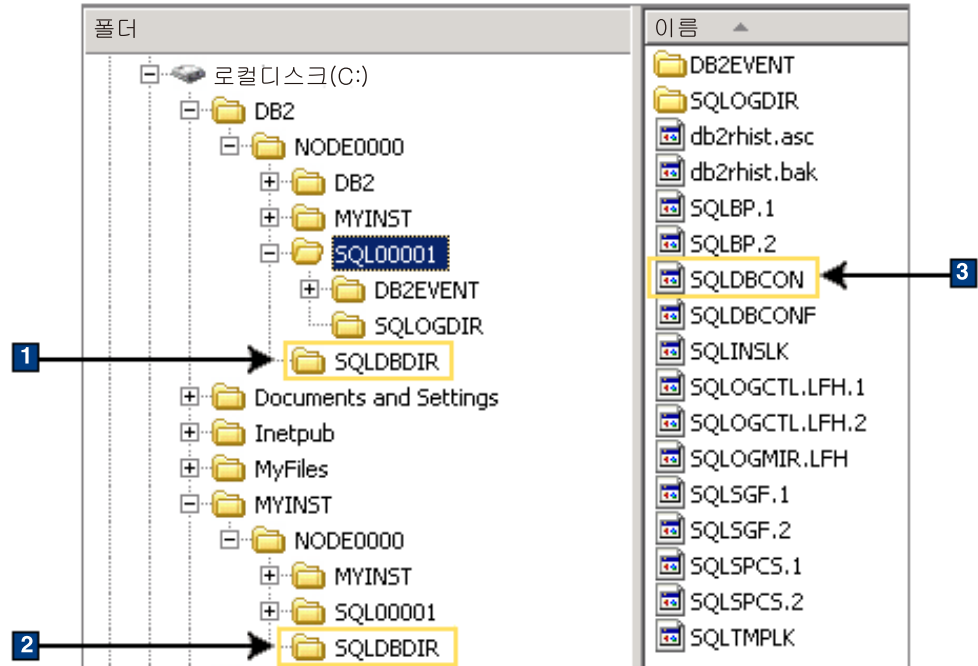 폴더
로컬디스크(C:)
DB2
NODE0000
DB2
MYINST
SQL00001
DB2EVENT
SQLOGDIR
1
SQLDBDIR
Documents and Settings
Inetpub
MyFiles
MYINST
NODE0000
MYINST
SQL00001
2
SQLDBDIR
이름
DB2EVENT
SQLOGDIR
db2rhist.asc
db2rhist.bak
SQLBP.1
SQLBP.2
SQLDBCON
3
SQLDBCONF
SQLINSLK
SQLOGCTL.LFH.1
SQLOGCTL.LFH.2
SQLOGMIR.LFH
SQLSGF.1
SQLSGF.2
SQLSPCS.1
SQLSPCS.2
SQLTMPLK